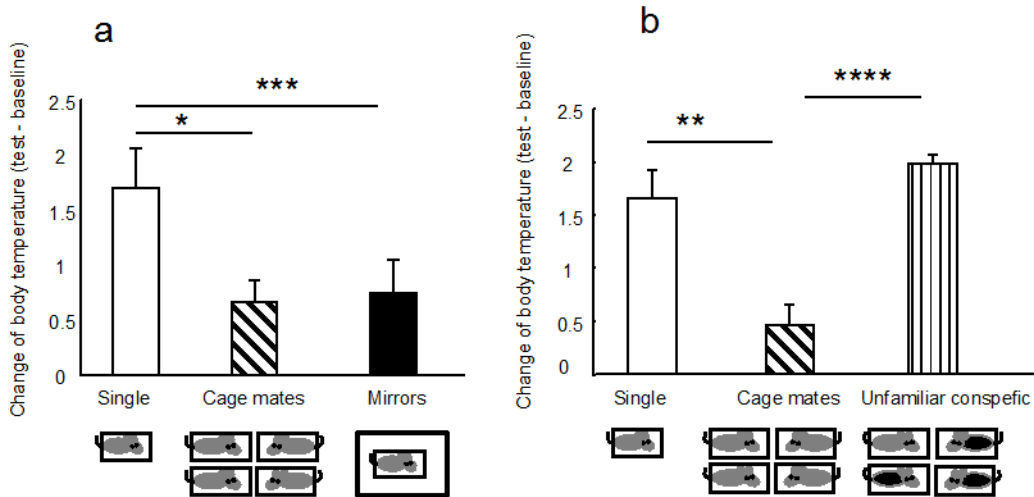 a
Change of body temperature (test - baseline)
***
*
2.5
2
1.5
1
0.5
0
Single Cage mates Mirrors
b
Change of body temperature (test - baseline)
****
**
2.5
2
1.5
1
0.5
0
Single Cage mates Unfamiliar conspefic